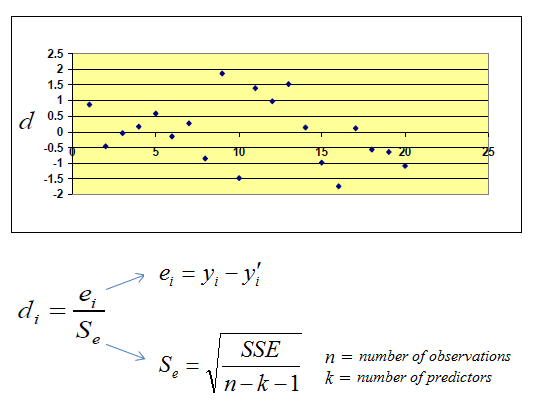 2.5
2
1.5
1
0.5
0
-0.5
-1
-1.5
-2
d
0 5 10 15 20 25
e_i = y_i − y′_i
d_i = e_i / S_e
S_e = √(SSE / (n − k − 1))
n = number of observations
k = number of predictors